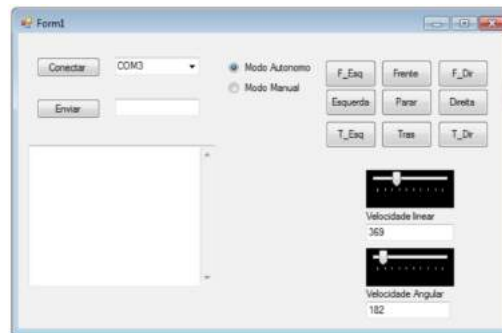 Form1
Conectar COM3 Modo Autonomo F_Esq Frente F_Dir
Modo Manual
Enviar Esquerda Parar Direita
T_Esq Tras T_Dir
Velocidade linear
369
Velocidade Angular
182